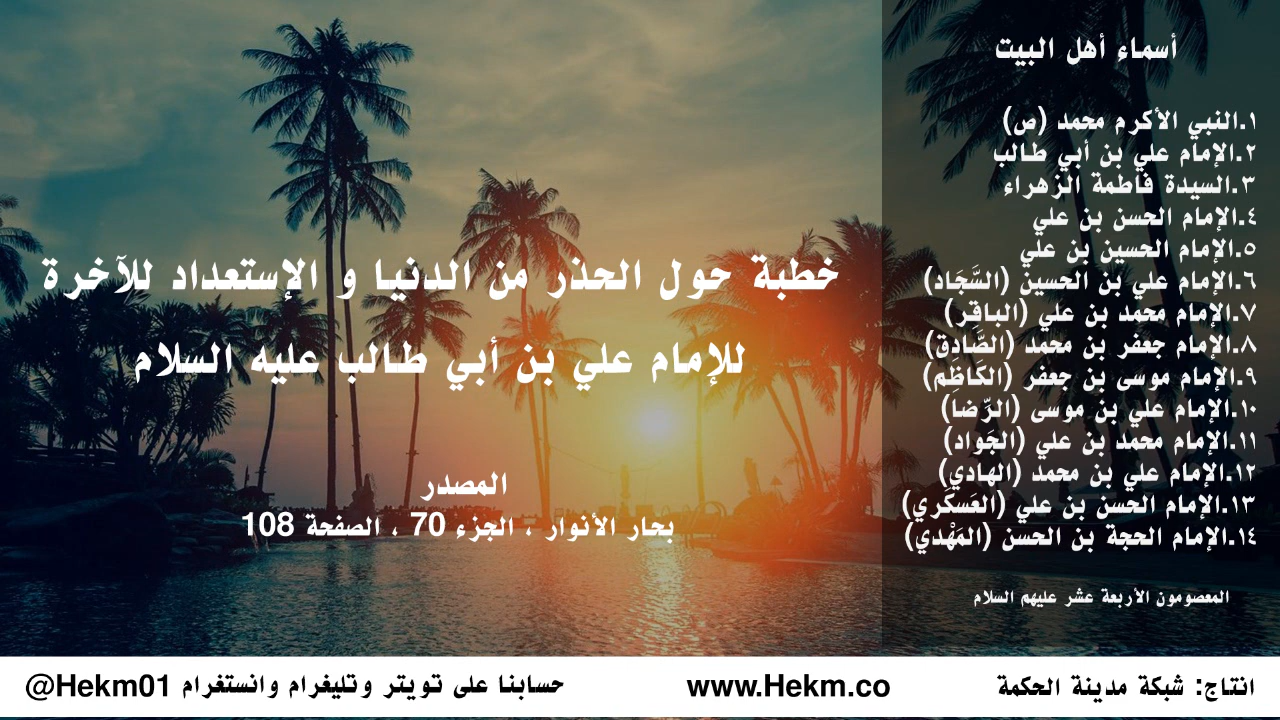 أسماء أهل البيت
١.النبي الأكرم محمد (ص)
٢.الإمام علي بن أبي طالب
٣.السيدة فاطمة الزهراء
٤.الإمام الحسن بن علي
٥.الإمام الحسين بن علي
٦.الإمام علي بن الحسين (السَّجَاد)
٧.الإمام محمد بن علي (الباقِر)
٨.الإمام جعفر بن محمد (الصَّادِق)
٩.الإمام موسى بن جعفر (الكَاظَم)
١٠.الإمام علي بن موسى (الرِّضا)
١١.الإمام محمد بن علي (الجَواد)
١٢.الإمام علي بن محمد (الهادي)
١٣.الإمام الحسن بن علي (العَسكَري)
١٤.الإمام الحجة بن الحسن (المَهْدي)
المعصومون الأربعة عشر عليهم السلام
خطبة حول الحذر من الدنيا و الإستعداد للآخرة
للإمام علي بن أبي طالب عليه السلام
المصدر
بحار الأنوار ، الجزء 70 ، الصفحة 108
انتاج: شبكة مدينة الحكمة
www.Hekm.co
حسابنا على تويتر وتليغرام وانستغرام @Hekm01